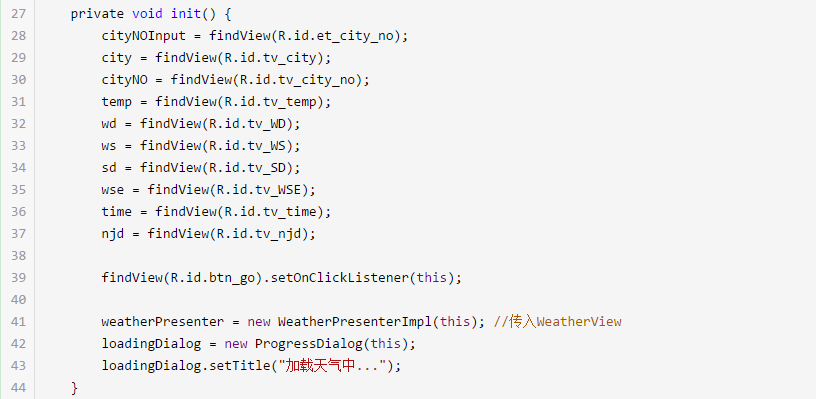 27 private void init() {
28 cityNOInput = findView(R.id.et_city_no);
29 city = findView(R.id.tv_city);
30 cityNO = findView(R.id.tv_city_no);
31 temp = findView(R.id.tv_temp);
32 wd = findView(R.id.tv_WD);
33 ws = findView(R.id.tv_WS);
34 sd = findView(R.id.tv_SD);
35 wse = findView(R.id.tv_WSE);
36 time = findView(R.id.tv_time);
37 njd = findView(R.id.tv_njd);
38
39 findView(R.id.btn_go).setOnClickListener(this);
40
41 weatherPresenter = new WeatherPresenterImpl(this); //传入WeatherView
42 loadingDialog = new ProgressDialog(this);
43 loadingDialog.setTitle("加载天气中...");
44 }